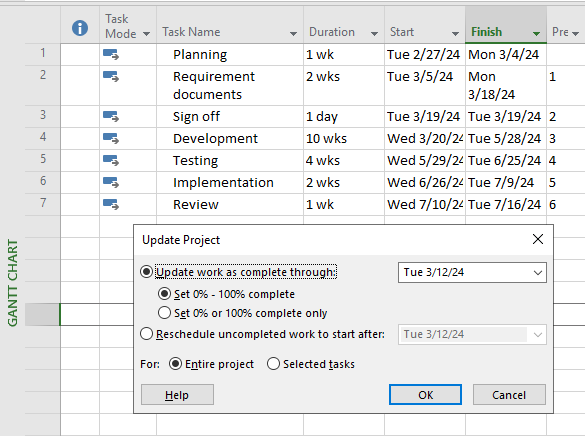 Task Mode Task Name Duration Start Finish Pre
1 Planning 1 wk Tue 2/27/24 Mon 3/4/24
2 Requirement documents 2 wks Tue 3/5/24 Mon 3/18/24 1
3 Sign off 1 day Tue 3/19/24 Tue 3/19/24 2
4 Development 10 wks Wed 3/20/24 Tue 5/28/24 3
5 Testing 4 wks Wed 5/29/24 Tue 6/25/24 4
6 Implementation 2 wks Wed 6/26/24 Tue 7/9/24 5
7 Review 1 wk Wed 7/10/24 Tue 7/16/24 6
GANTT CHART
Update Project
Update work as complete through: Tue 3/12/24
Set 0% - 100% complete
Set 0% or 100% complete only
Reschedule uncompleted work to start after: Tue 3/12/24
For: Entire project Selected tasks
Help OK Cancel